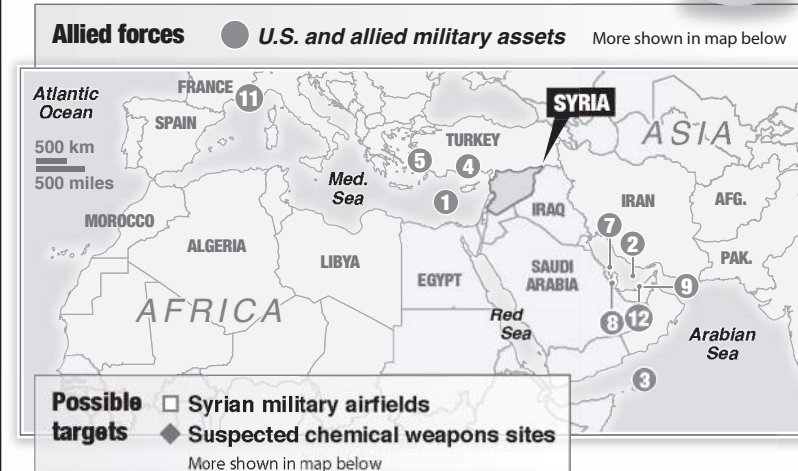 Allied forces
U.S. and allied military assets
More shown in map below
Atlantic
Ocean
FRANCE
11
SPAIN
SYRIA
ASIA
500 km
500 miles
TURKEY
5
4
Med.
Sea
1
MOROCCO
ALGERIA
LIBYA
EGYPT
IRAQ
IRAN
AFG.
PAK.
7
2
9
SAUDI
ARABIA
AFRICA
Red
Sea
8
12
Arabian
Sea
3
Possible
targets
Syrian military airfields
Suspected chemical weapons sites
More shown in map below